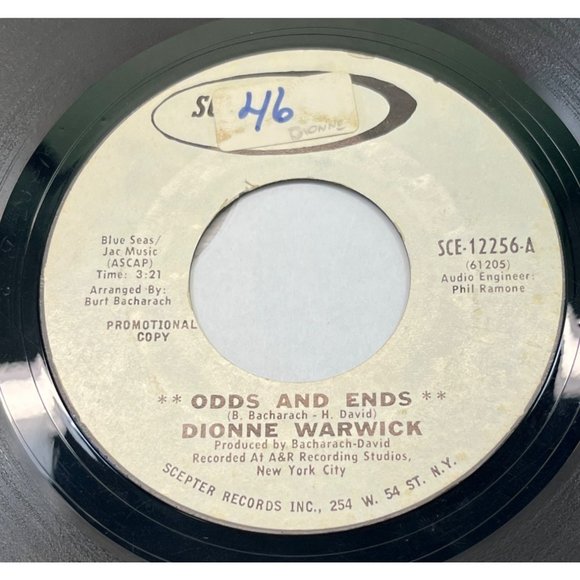 46
DIONNE
Blue Seas/
Jac Music
(ASCAP)
Time: 3:21
Arranged By:
Burt Bacharach
PROMOTIONAL
COPY
SCE-12256-A
(61205)
Audio Engineer:
Phil Ramone
** ODDS AND ENDS **
(B. Bacharach - H. David)
DIONNE WARWICK
Produced by Bacharach-David
Recorded At A&R Recording Studios,
New York City
SCEPTER RECORDS INC., 254 W. 54 ST. N.Y.